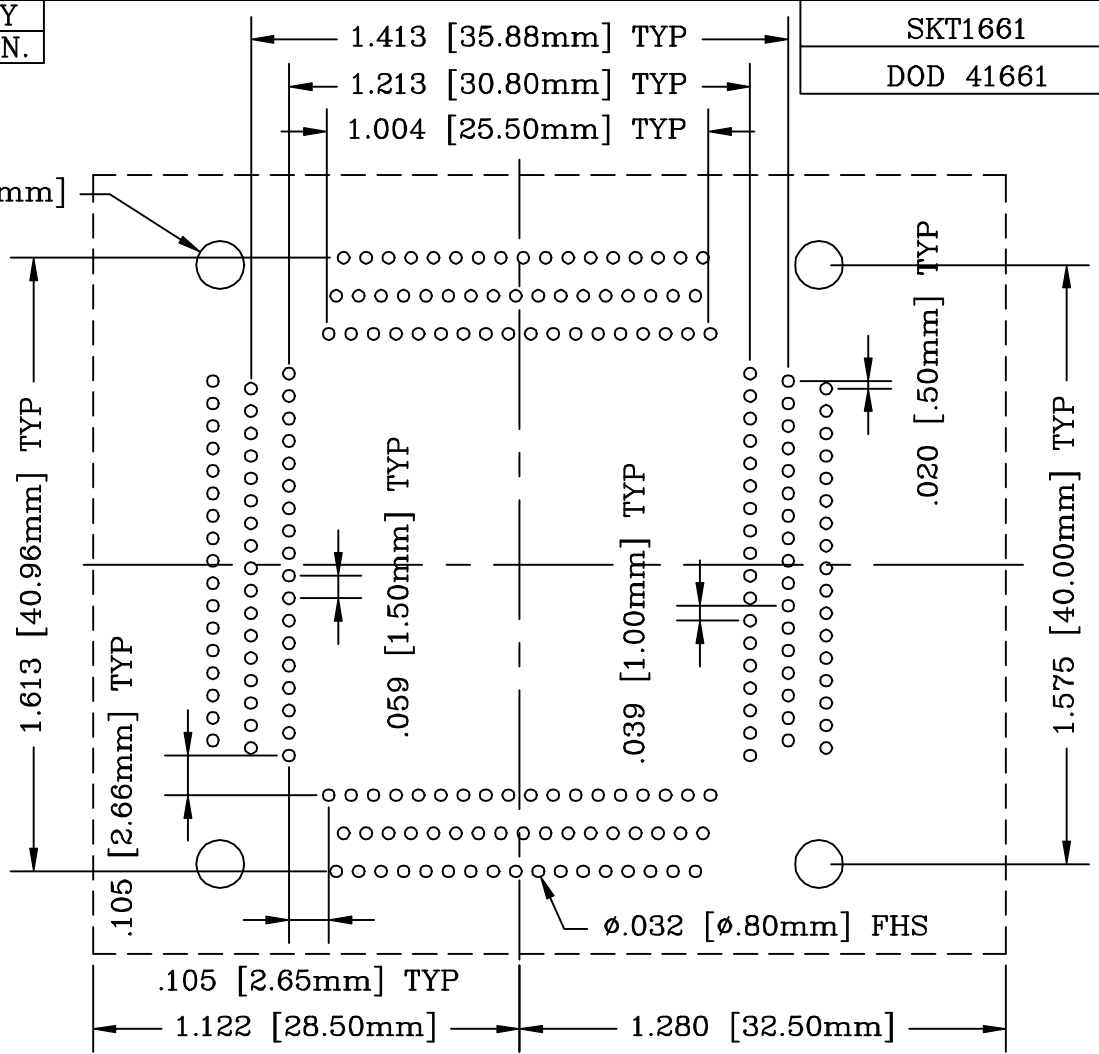 Y
N.
SKT1661
DOD 41661
1.413 [35.88mm] TYP
1.213 [30.80mm] TYP
1.004 [25.50mm] TYP
mm]
.020 [.50mm] TYP
1.613 [40.96mm] TYP
.059 [1.50mm] TYP
.039 [1.00mm] TYP
1.575 [40.00mm] TYP
.105 [2.66mm] TYP
ø.032 [ø.80mm] FHS
.105 [2.65mm] TYP
1.122 [28.50mm]
1.280 [32.50mm]